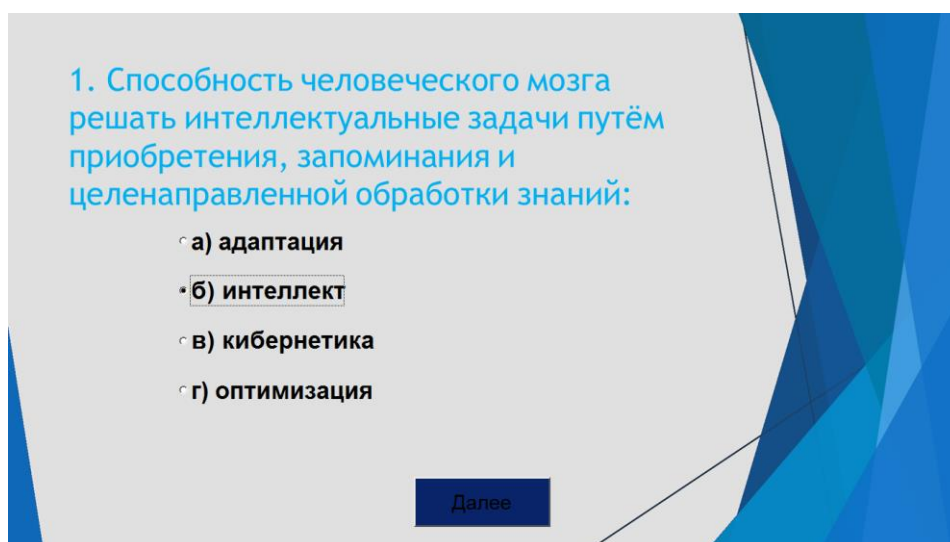 1. Способность человеческого мозга
решать интеллектуальные задачи путём
приобретения, запоминания и
целенаправленной обработки знаний:
а) адаптация
б) интеллект
в) кибернетика
г) оптимизация
Далее